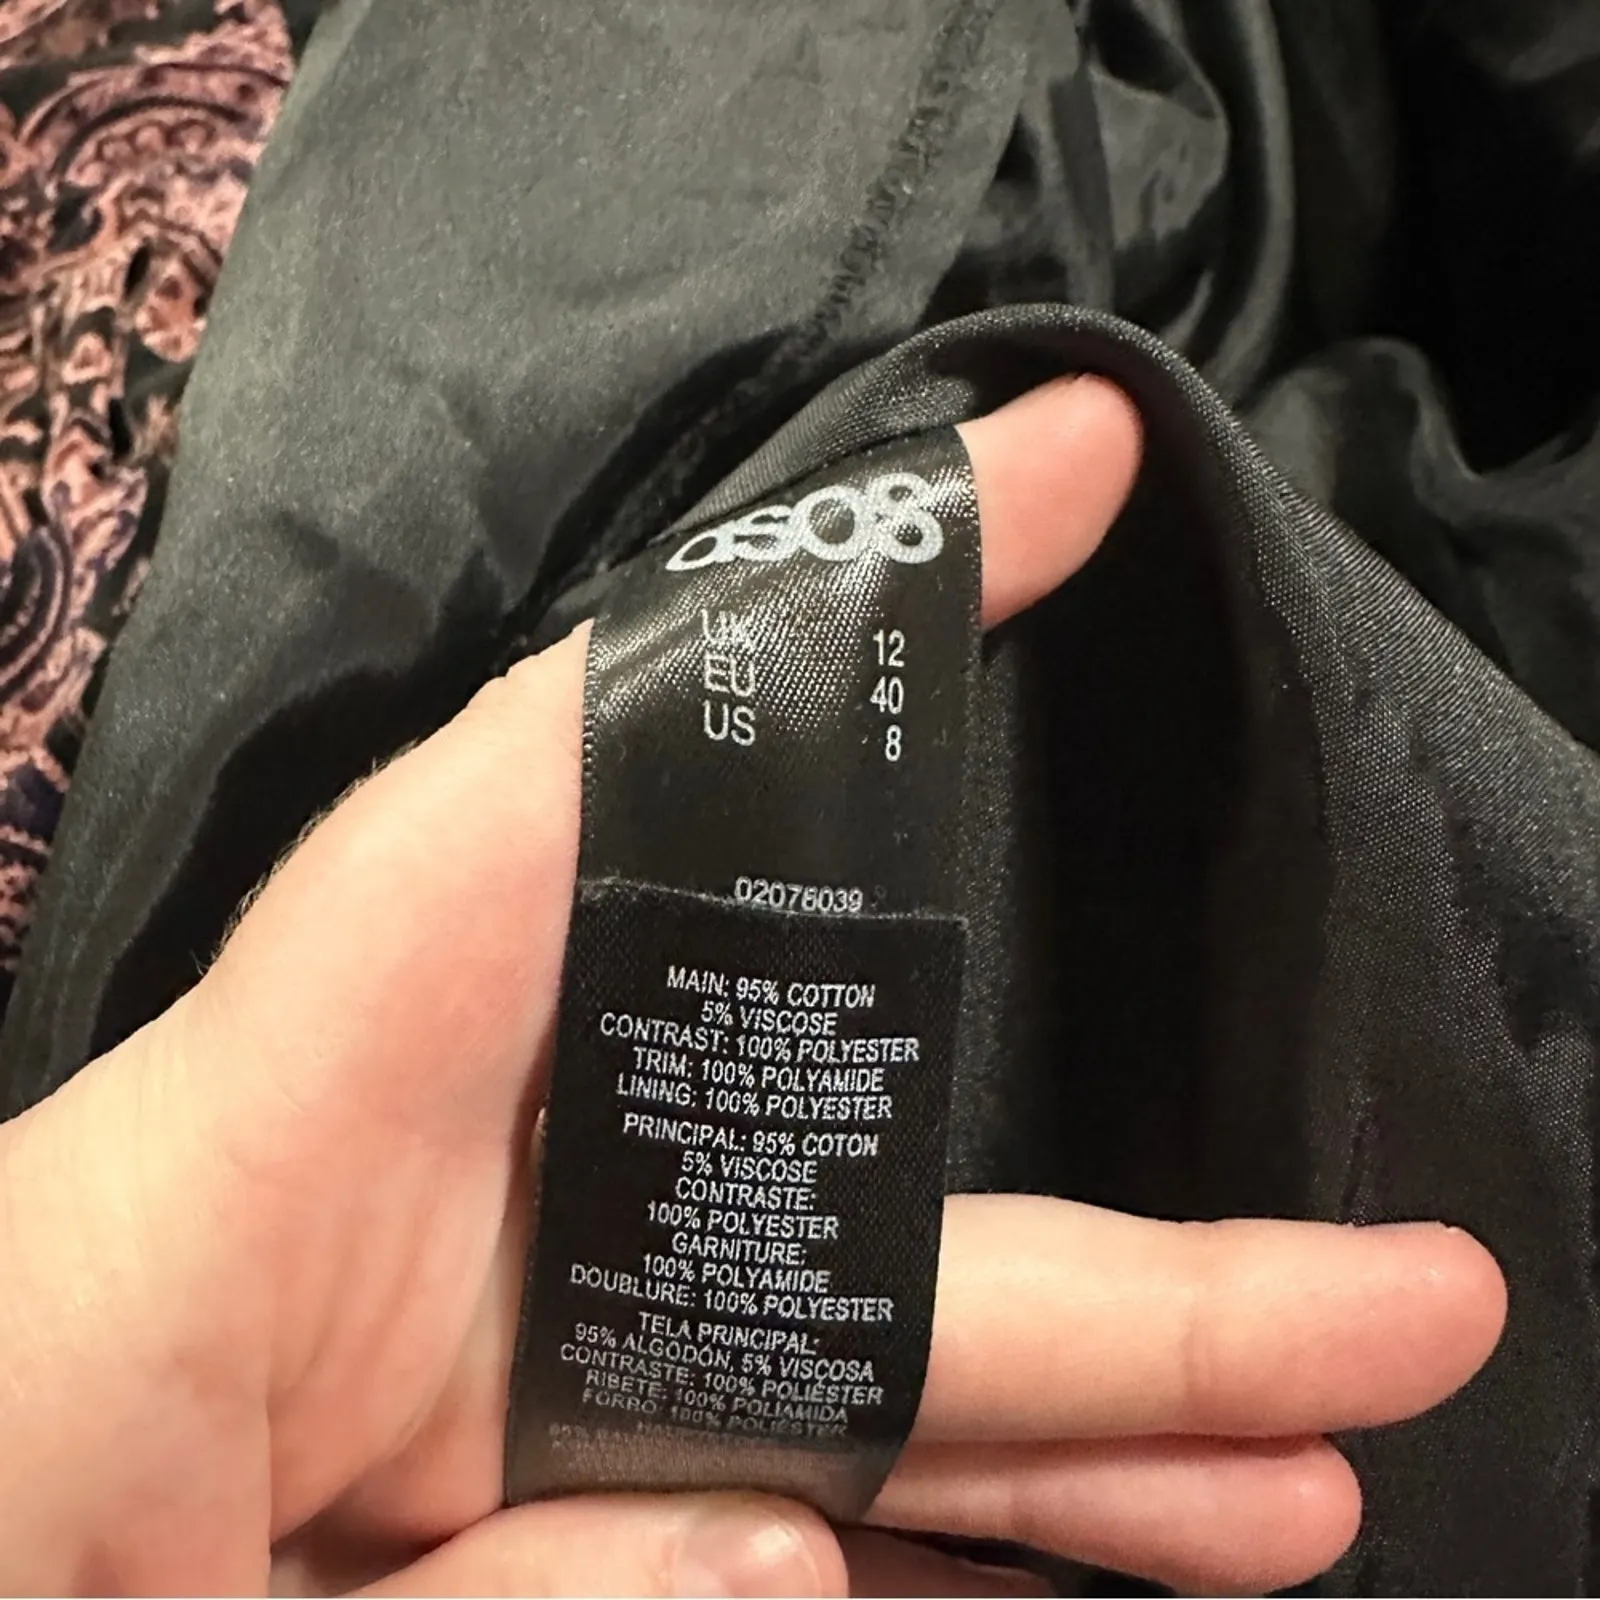 asos
UK 12
EU 40
US 8
02076039
MAIN: 95% COTTON
5% VISCOSE
CONTRAST: 100% POLYESTER
TRIM: 100% POLYAMIDE
LINING: 100% POLYESTER
PRINCIPAL: 95% COTON
5% VISCOSE
CONTRASTE:
100% POLYESTER
GARNITURE:
100% POLYAMIDE
DOUBLURE: 100% POLYESTER
TELA PRINCIPAL:
95% ALGODÓN, 5% VISCOSA
CONTRASTE: 100% POLIÉSTER
RIBETE: 100% POLIAMIDA
FORRO: 100% POLIÉSTER